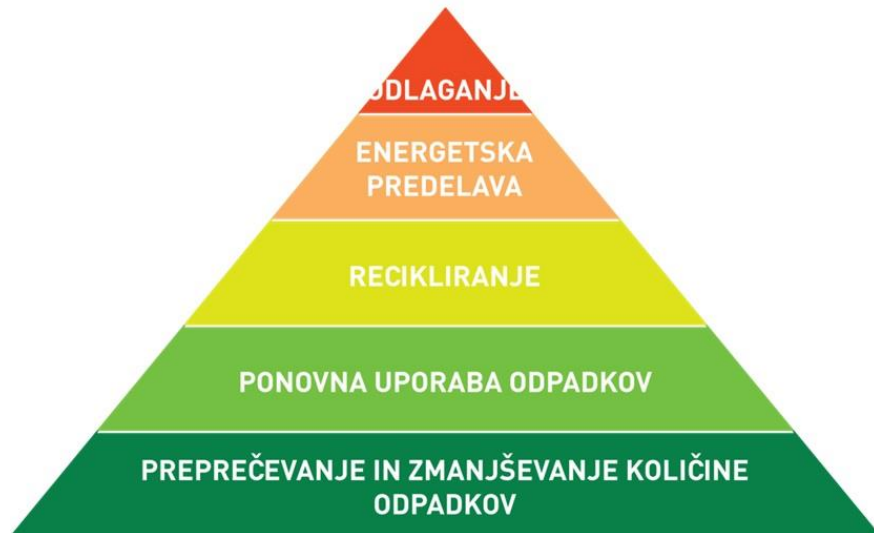 ODLAGANJE
ENERGETSKA
PREDELAVA
RECIKLIRANJE
PONOVNA UPORABA ODPADKOV
PREPREČEVANJE IN ZMANJŠEVANJE KOLIČINE
ODPADKOV